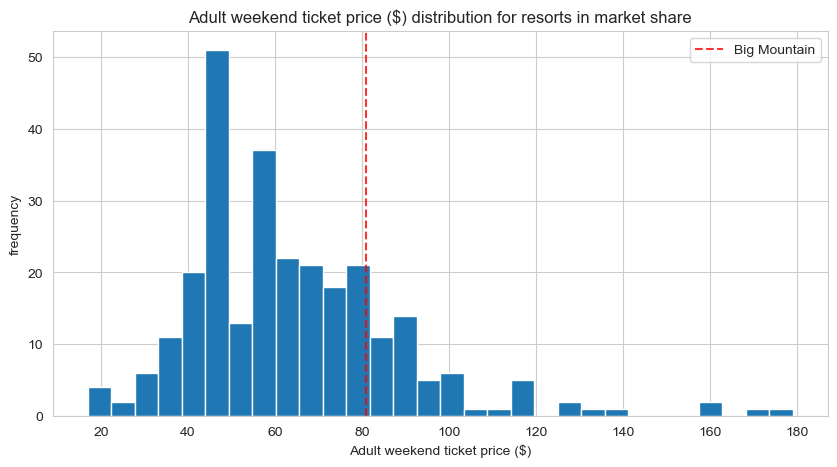 Adult weekend ticket price ($) distribution for resorts in market share
Big Mountain
50
40
30
20
10
0
frequency
20 40 60 80 100 120 140 160 180
Adult weekend ticket price ($)